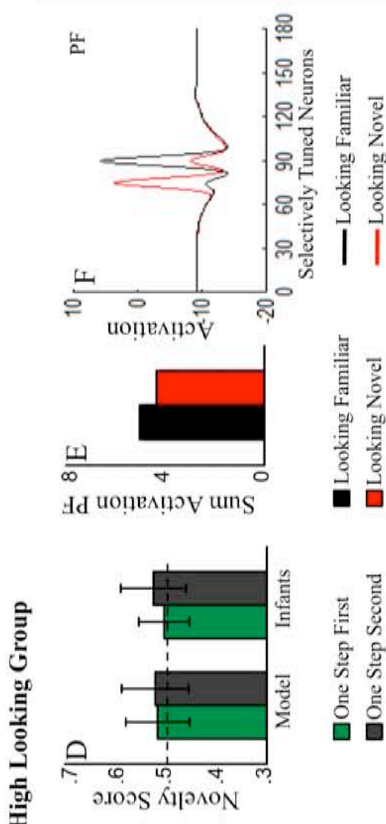 High Looking Group
D
Novelty Score
.7
.6
.5
.4
.3
Model
Infants
One Step First
One Step Second
E
Sum Activation PF
8
4
0
Looking Familiar
Looking Novel
F
PF
Activation
10
0
-10
-20
0 30 60 90 120 150 180
Selectively Tuned Neurons
Looking Familiar
Looking Novel